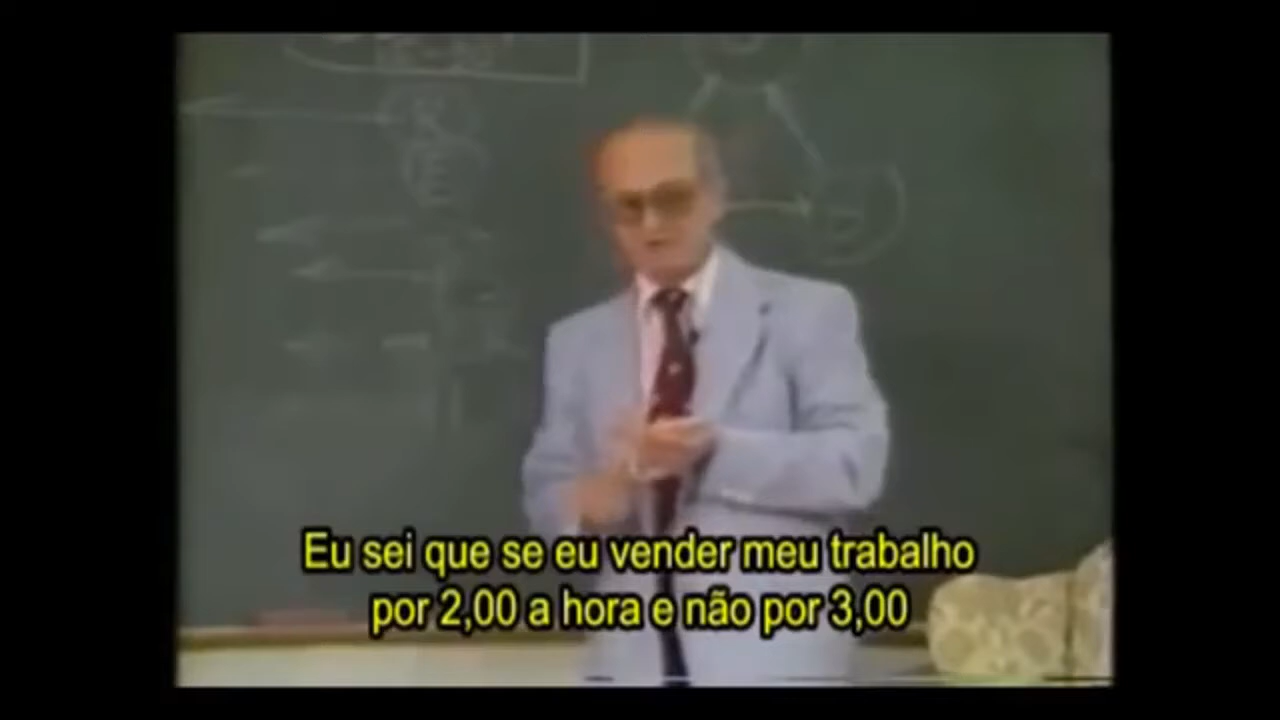 Eu sei que se eu vender meu trabalho
por 2,00 a hora e não por 3,00